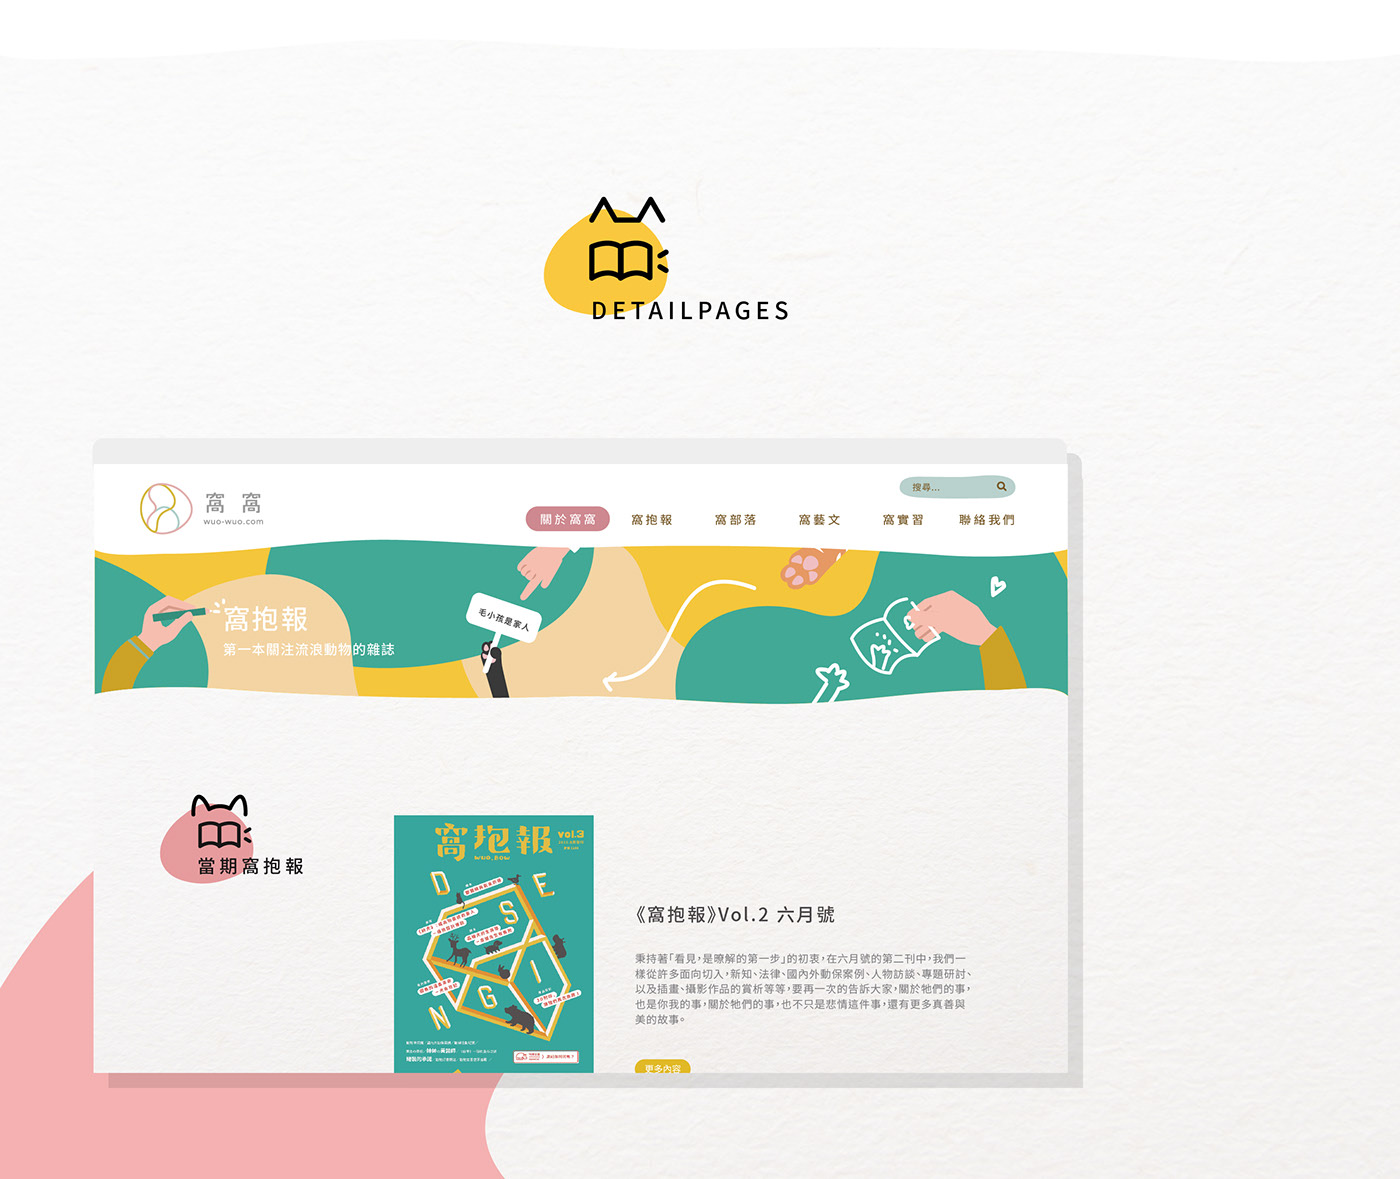 DETAILPAGES
窩窩
wuo-wuo.com
搜尋...
關於窩窩
窩抱報
窩部落
窩藝文
窩實習
聯絡我們
窩抱報
第一本關注流浪動物的雜誌
毛小孩是家人
當期窩抱報
窩抱報
vol.3
DESIGN
《窩抱報》Vol.2 六月號
秉持著「看見，是暸解的第一步」的初衷，在六月號的第二刊中，我們一
樣從許多面向切入，新知、法律、國內外動保案例、人物訪談、專題研討、
以及插畫、攝影作品的賞析等等，要再一次的告訴大家，關於牠們的事，
也是你我的事，關於牠們的事，也不只是悲情這件事，還有更多真善與
美的故事。
更多內容